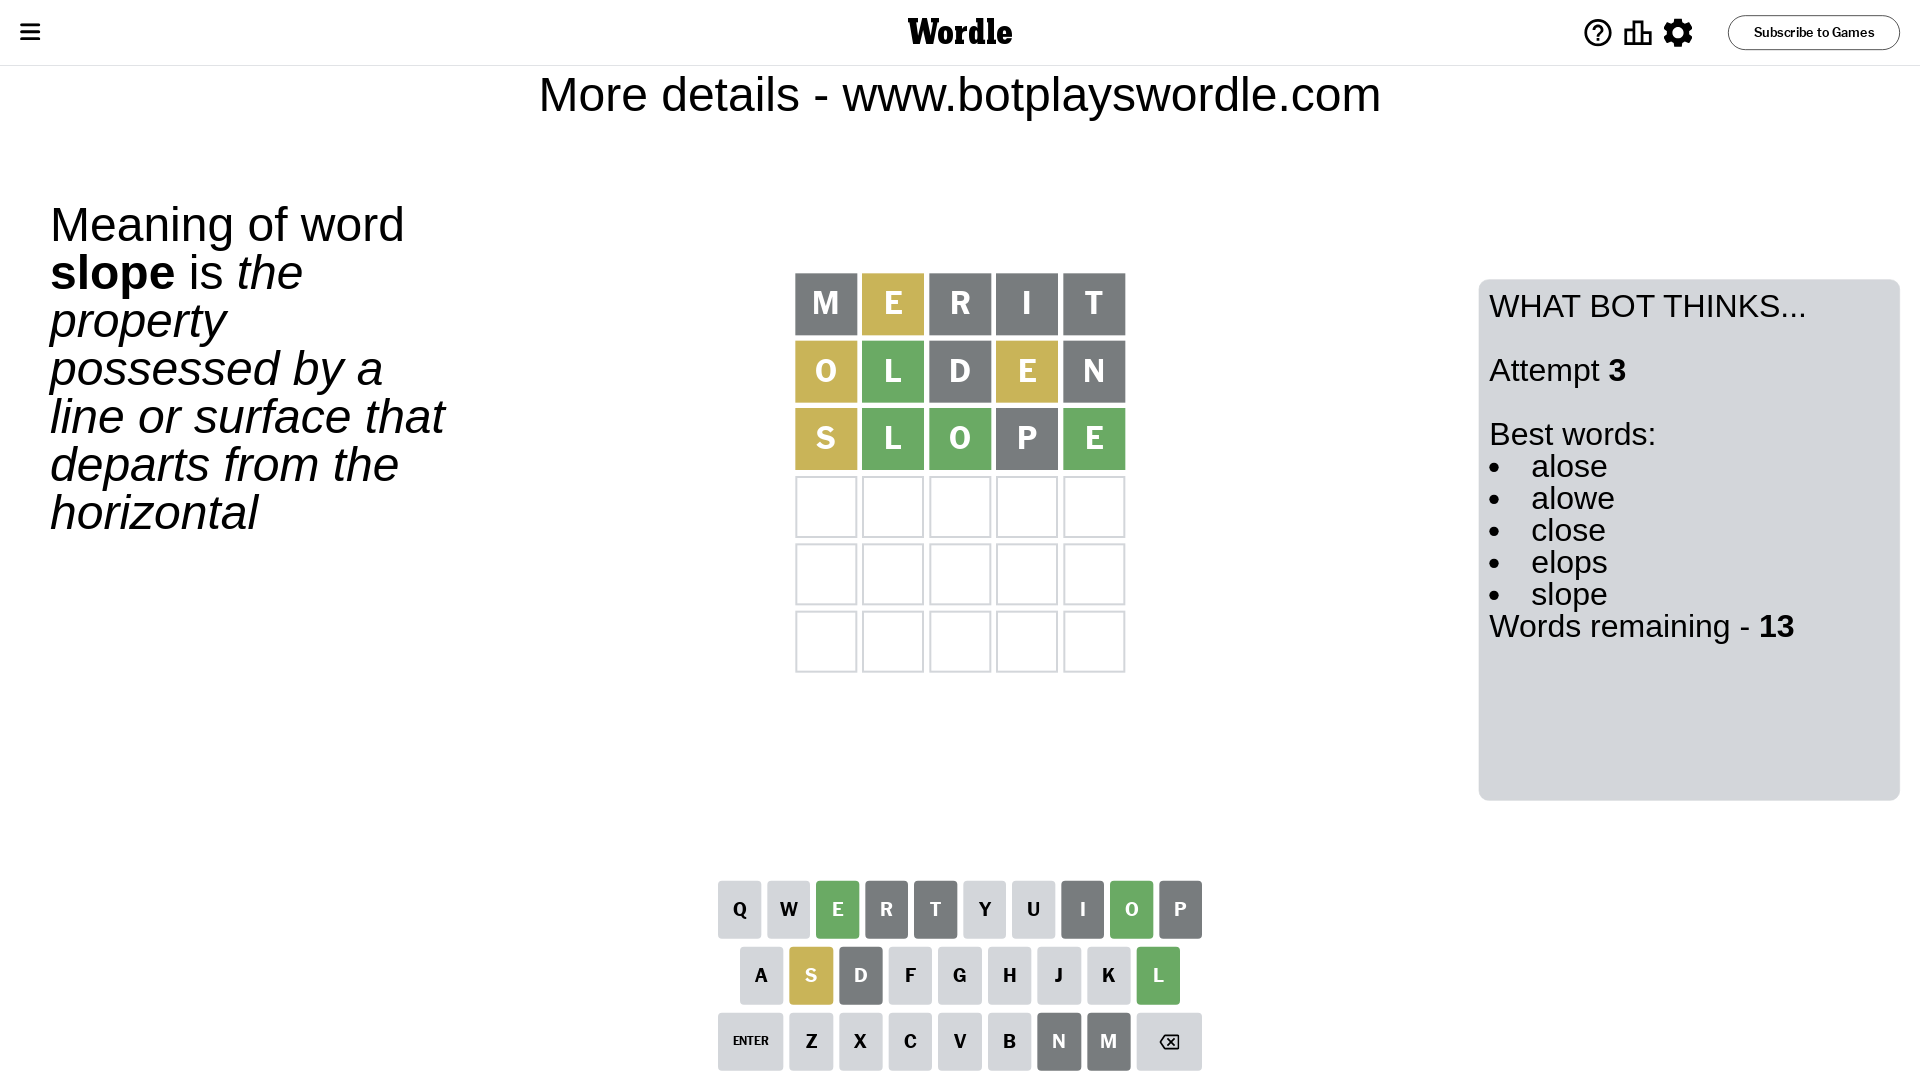 Wordle
Subscribe to Games
More details - www.botplayswordle.com
Meaning of word
slope is the
property
possessed by a
line or surface that
departs from the
horizontal
M E R I T
O L D E N
S L O P E
WHAT BOT THINKS...
Attempt 3
Best words:
• alose
• alowe
• close
• elops
• slope
Words remaining - 13
Q W E R T Y U I O P
A S D F G H J K L
ENTER Z X C V B N M